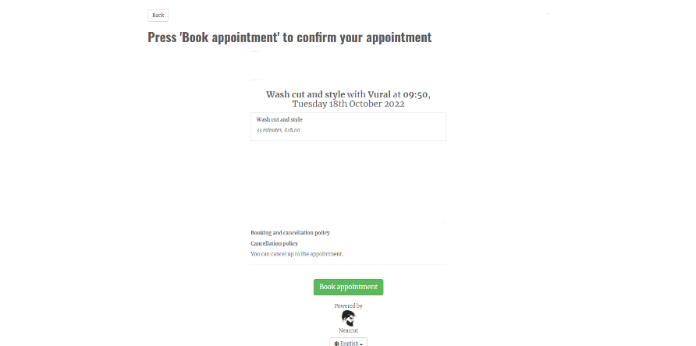 Back
Press 'Book appointment' to confirm your appointment
Wash cut and style with Vural at 09:50,
Tuesday 18th October 2022
Wash cut and style
35 minutes, £18.00
Booking and cancellation policy
Cancellation policy
You can cancel up to the appointment.
Book appointment
Powered by
Nearcut
English